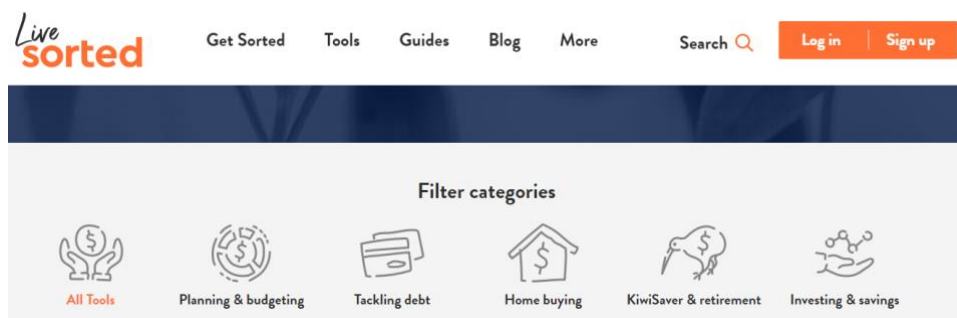 Live
sorted
Get Sorted Tools Guides Blog More Search Log in Sign up
Filter categories
All Tools Planning & budgeting Tackling debt Home buying KiwiSaver & retirement Investing & savings